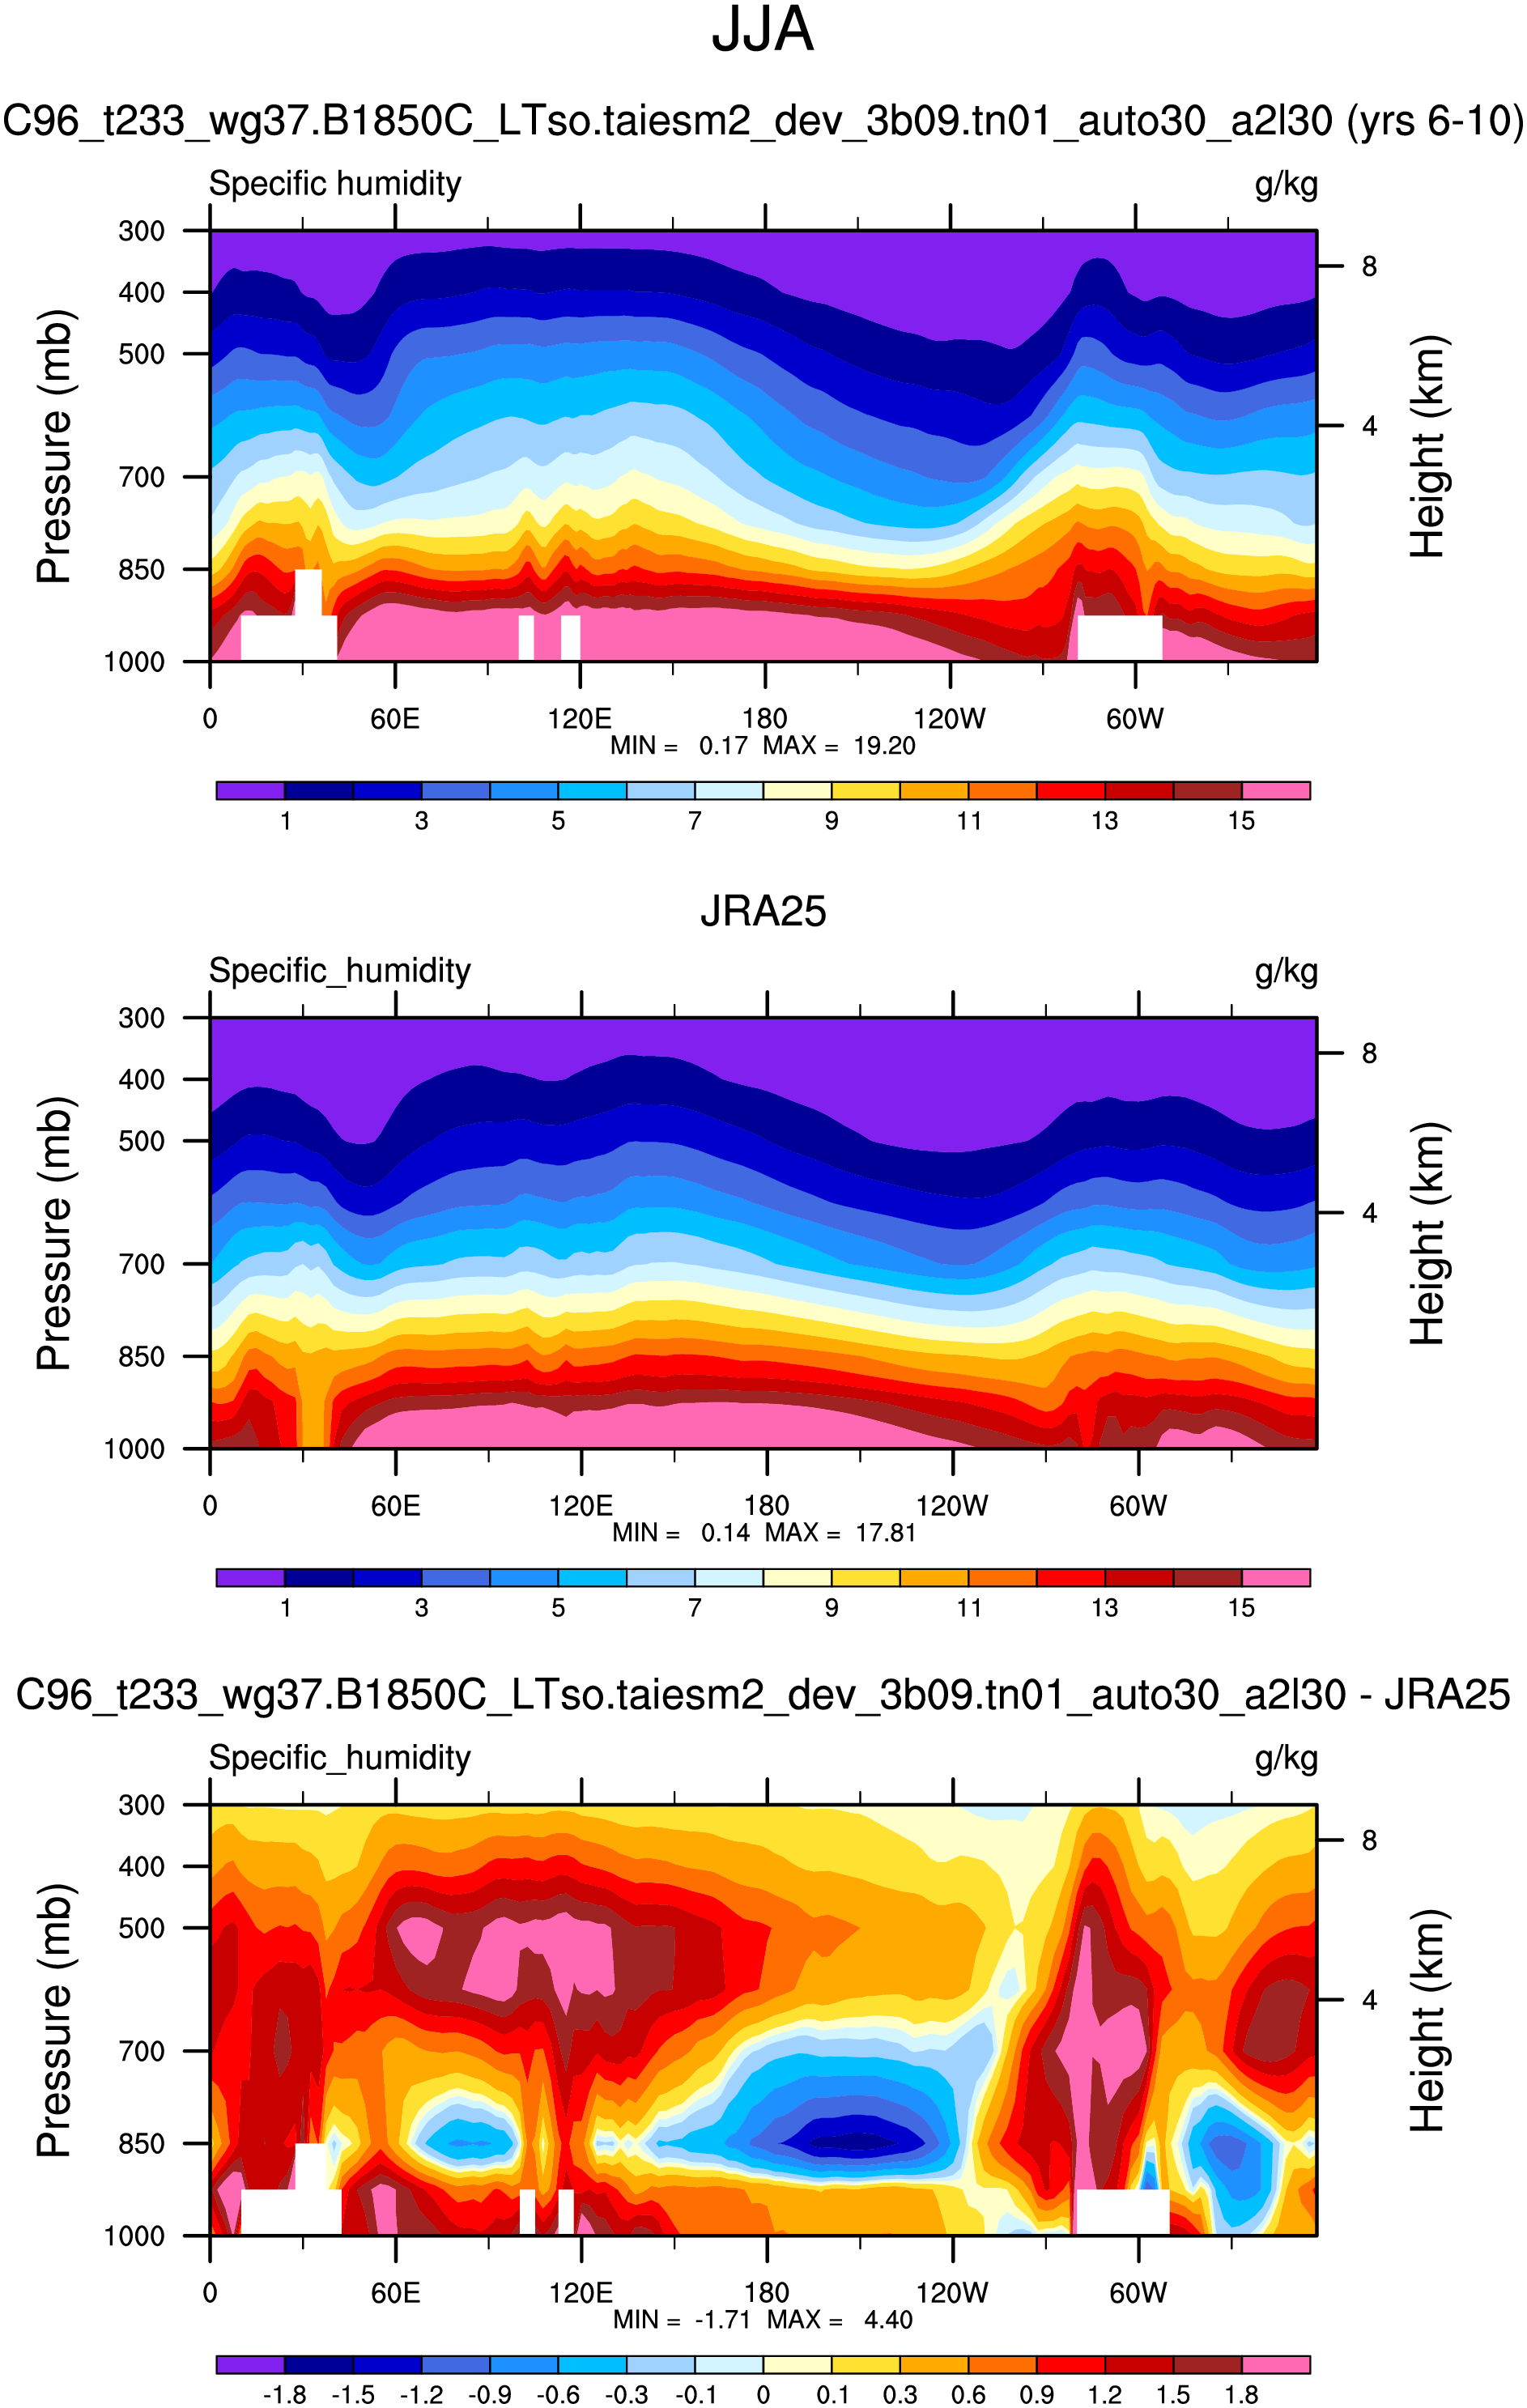 JJA
C96_t233_wg37.B1850C_LTso.taiesm2_dev_3b09.tn01_auto30_a2l30 (yrs 6-10)
Specific humidity g/kg
Pressure (mb)
300
400
500
700
850
1000
8
4
Height (km)
0 60E 120E 180 120W 60W
MIN = 0.17 MAX = 19.20
1 3 5 7 9 11 13 15
JRA25
Specific_humidity g/kg
Pressure (mb)
300
400
500
700
850
1000
8
4
Height (km)
0 60E 120E 180 120W 60W
MIN = 0.14 MAX = 17.81
1 3 5 7 9 11 13 15
C96_t233_wg37.B1850C_LTso.taiesm2_dev_3b09.tn01_auto30_a2l30 - JRA25
Specific_humidity g/kg
Pressure (mb)
300
400
500
700
850
1000
8
4
Height (km)
0 60E 120E 180 120W 60W
MIN = -1.71 MAX = 4.40
-1.8 -1.5 -1.2 -0.9 -0.6 -0.3 -0.1 0 0.1 0.3 0.6 0.9 1.2 1.5 1.8